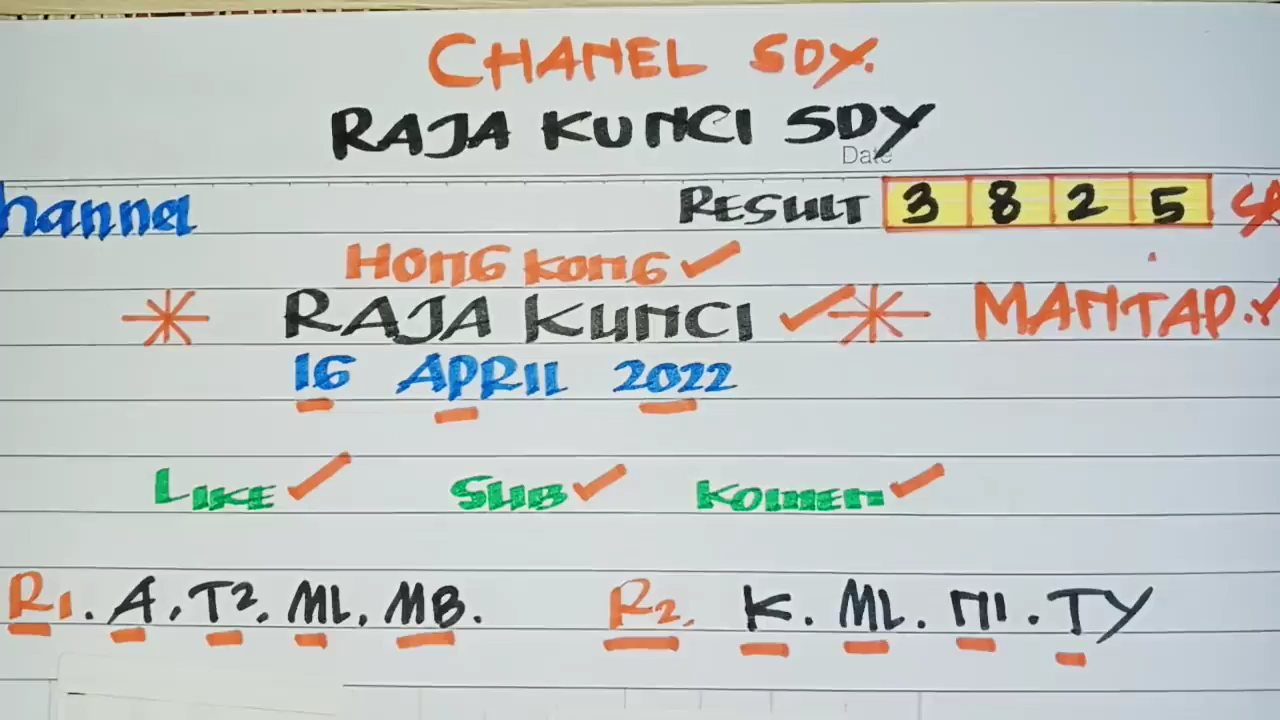 CHANEL SDY.
RAJA KUNCI SDY
Date
hannel RESULT 3 8 2 5
HONG KONG ✓
RAJA KUNCI ✓ MANTAP. ✓
16 APRIL 2022
LIKE ✓ SUB ✓ KOMEN ✓
R1. A. T2. ML. MB. R2. K. ML. N1. TY